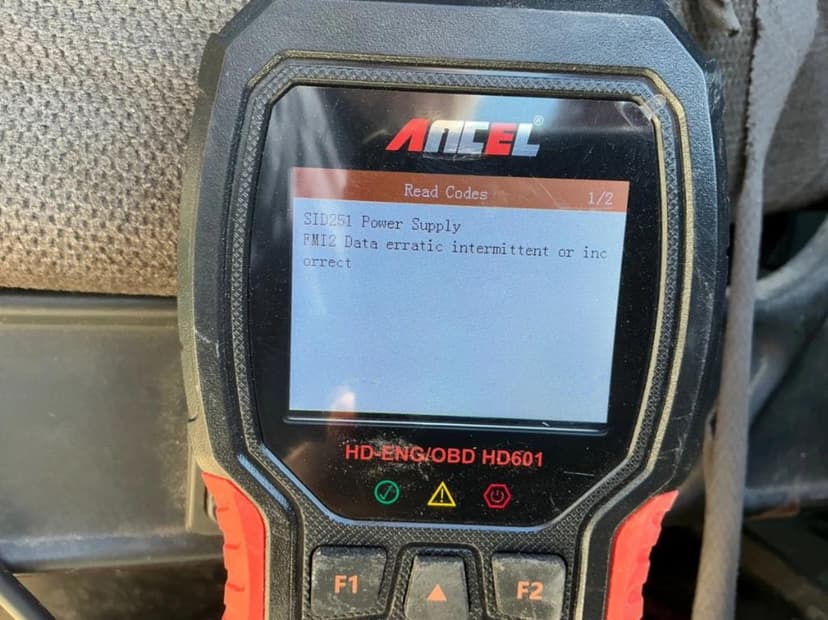 ANCEL®
Read Codes 1/2
SID251 Power Supply
FMI2 Data erratic intermittent or inc
orrect
HD-ENG/OBD HD601
F1 F2